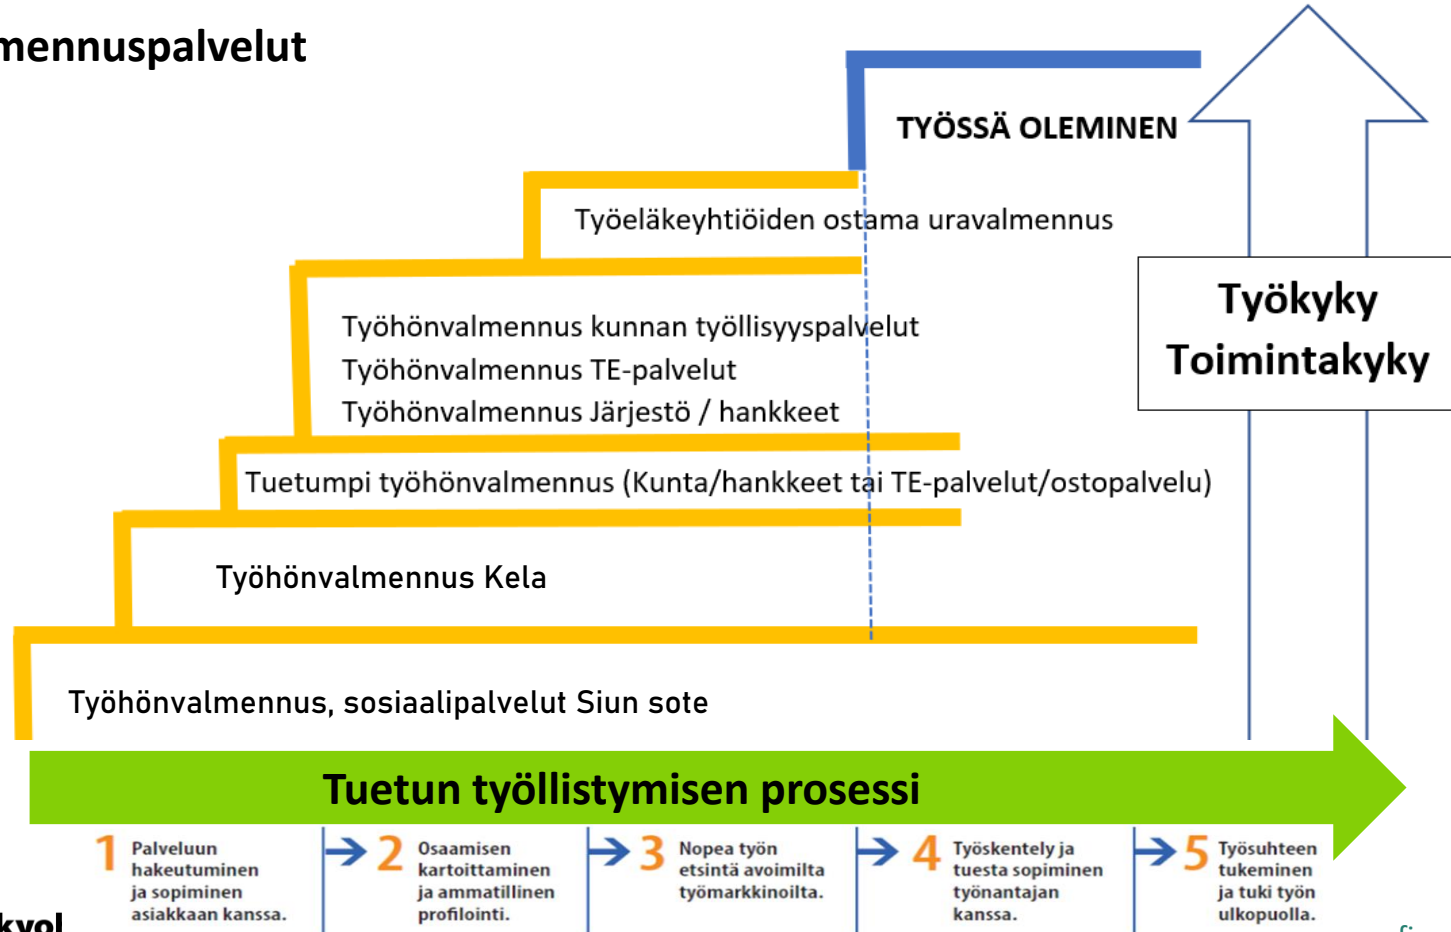 mennuspalvelut
TYÖSSÄ OLEMINEN
Työeläkeyhtiöiden ostama uravalmennus
Työhönvalmennus kunnan työllisyyspalvelut
Työhönvalmennus TE-palvelut
Työhönvalmennus Järjestö / hankkeet
Tuetumpi työhönvalmennus (Kunta/hankkeet tai TE-palvelut/ostopalvelu)
Työhönvalmennus Kela
Työhönvalmennus, sosiaalipalvelut Siun sote
Työkyky
Toimintakyky
Tuetun työllistymisen prosessi
1 Palveluun
hakeutuminen
ja sopiminen
asiakkaan kanssa.
2 Osaamisen
kartoittaminen
ja ammatillinen
profilointi.
3 Nopea työn
etsintä avoimilta
työmarkkinoilta.
4 Työskentely ja
tuesta sopiminen
työnantajan
kanssa.
5 Työsuhteen
tukeminen
ja tuki työn
ulkopuolla.